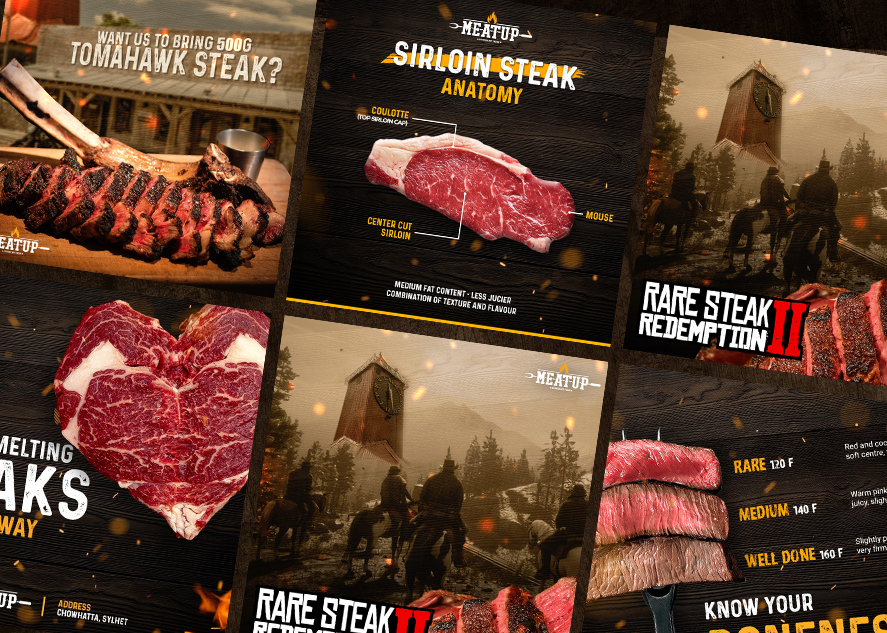 WANT US TO BRING 500G
TOMAHAWK STEAK?
MEATUP
SIRLOIN STEAK
ANATOMY
COULOTTE
(TOP SIRLOIN CAP)
MOUSE
CENTER CUT
SIRLOIN
MEDIUM FAT CONTENT - LESS JUCIER
COMBINATION OF TEXTURE AND FLAVOUR
RARE STEAK
REDEMPTION II
MELTING
AKS
WAY
UP
ADDRESS
CHOWHATTA, SYLHET
MEATUP
RARE STEAK II
RARE 120 F
Red and coo
soft centre,
MEDIUM 140 F
Warm pink
juicy, sligh
WELL DONE 160 F
Slightly p
very firm
KNOW YOUR